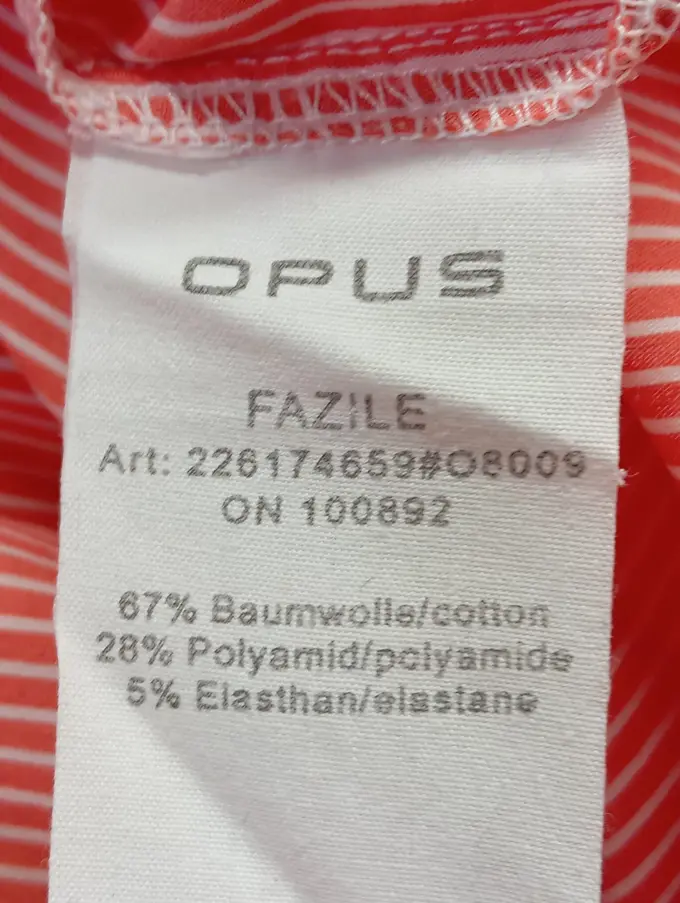 OPUS
FAZILE
Art: 226174659#O8009
ON 100892
67% Baumwolle/cotton
28% Polyamid/polyamide
5% Elasthan/elastane